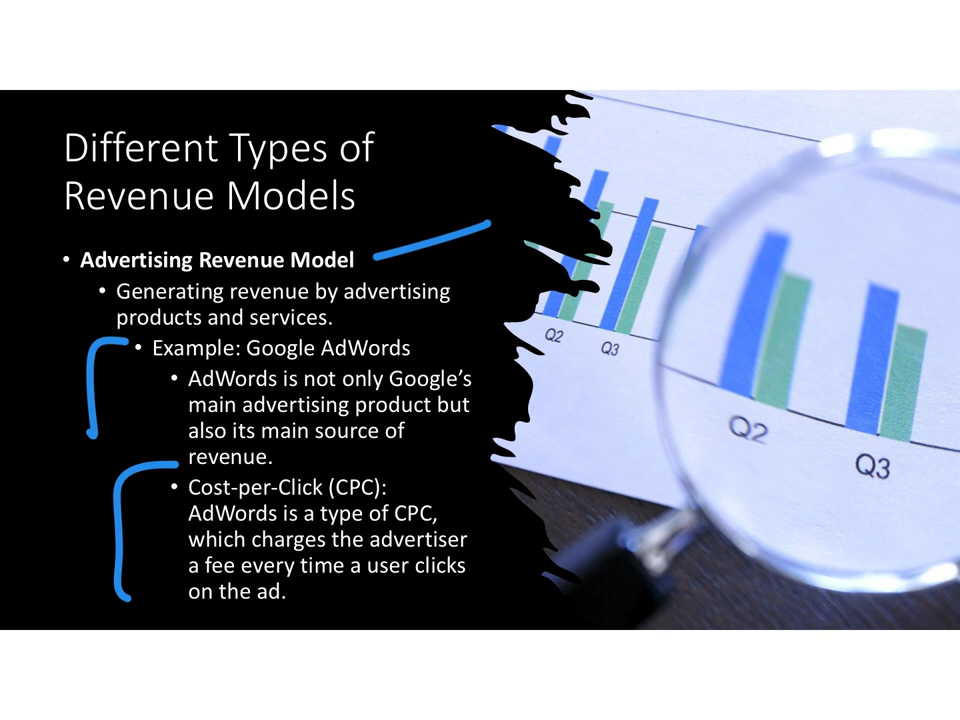 Different Types of
Revenue Models
• Advertising Revenue Model
• Generating revenue by advertising
products and services.
• Example: Google AdWords
• AdWords is not only Google's
main advertising product but
also its main source of
revenue.
• Cost-per-Click (CPC):
AdWords is a type of CPC,
which charges the advertiser
a fee every time a user clicks
on the ad.
Q2
Q3
Q2
Q3